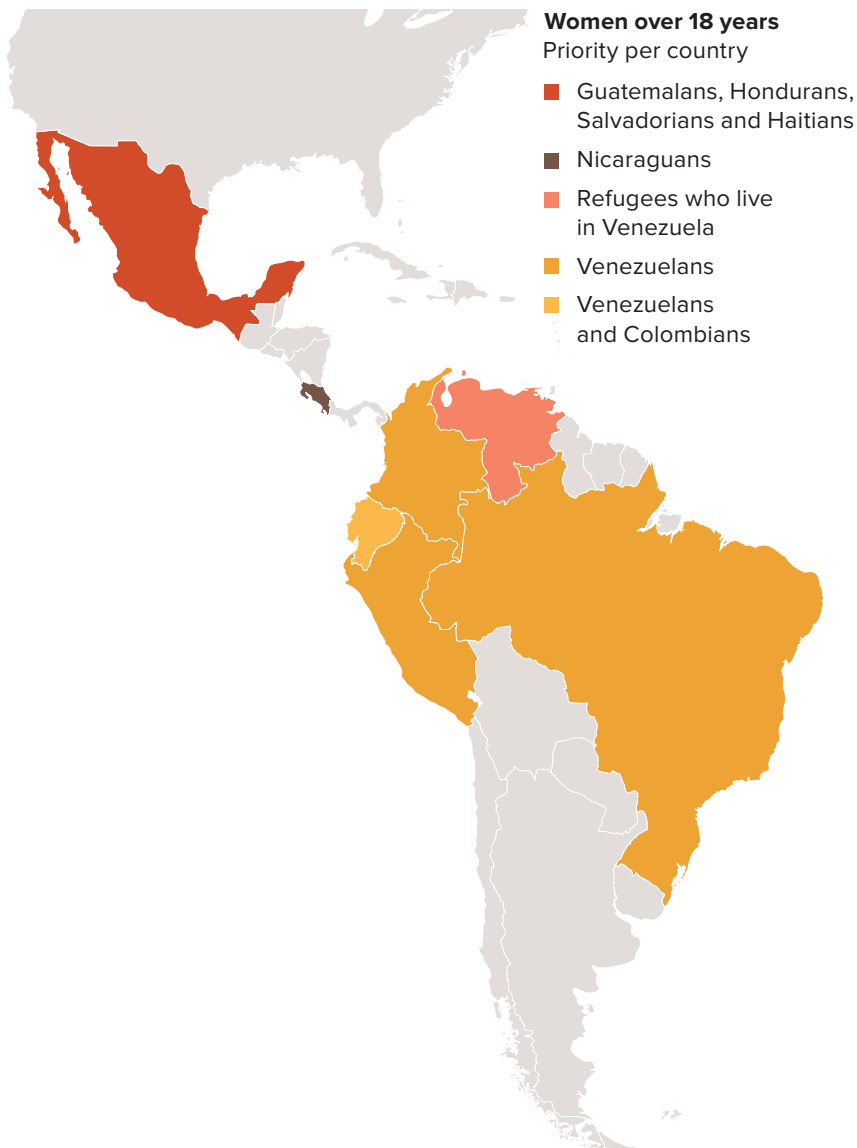 Women over 18 years
Priority per country
Guatemalans, Hondurans,
Salvadorians and Haitians
Nicaraguans
Refugees who live
in Venezuela
Venezuelans
Venezuelans
and Colombians